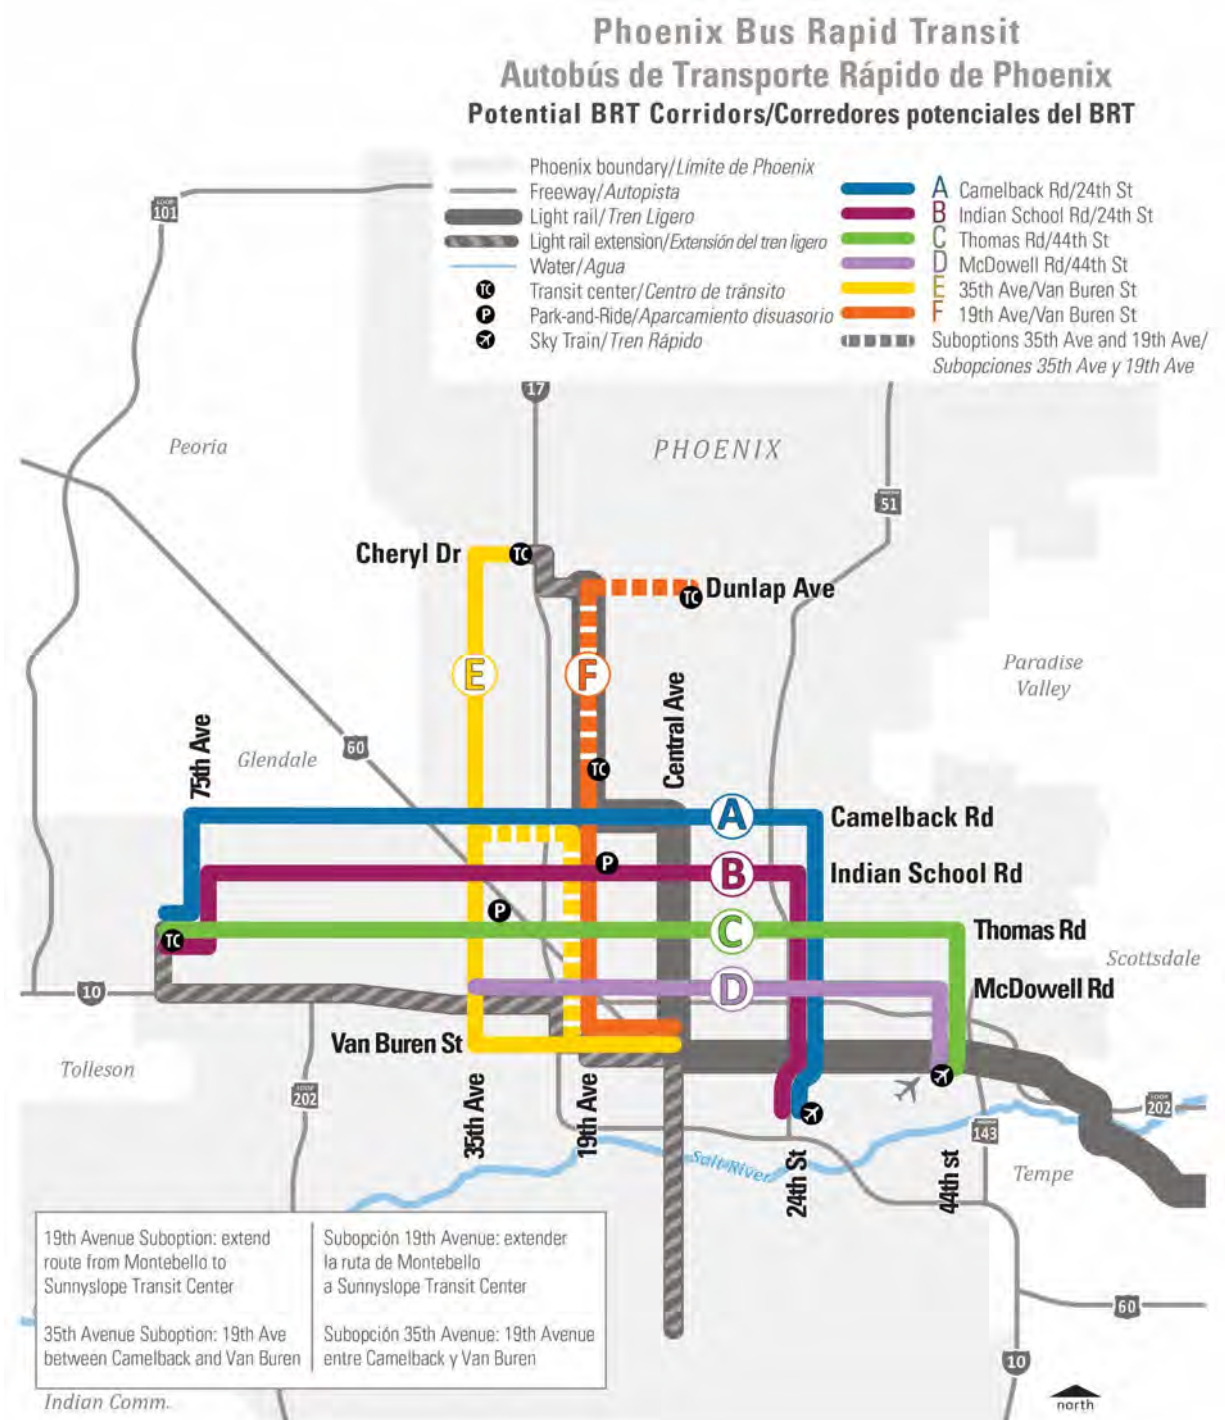 Phoenix Bus Rapid Transit
Autobús de Transporte Rápido de Phoenix
Potential BRT Corridors/Corredores potenciales del BRT
Phoenix boundary/Límite de Phoenix
Freeway/Autopista
Light rail/Tren Ligero
Light rail extension/Extensión del tren ligero
Water/Agua
TC Transit center/Centro de tránsito
P Park-and-Ride/Aparcamiento disuasorio
Sky Train/Tren Rápido
A Camelback Rd/24th St
B Indian School Rd/24th St
C Thomas Rd/44th St
D McDowell Rd/44th St
E 35th Ave/Van Buren St
F 19th Ave/Van Buren St
Suboptions 35th Ave and 19th Ave/
Subopciones 35th Ave y 19th Ave
LOOP
101
17
Peoria
PHOENIX
51
Cheryl Dr
TC
Dunlap Ave
TC
E
F
Paradise
Valley
75th Ave
Central Ave
60
Glendale
TC
A
Camelback Rd
P
B
Indian School Rd
P
TC
C
Thomas Rd
Scottsdale
10
D
McDowell Rd
Van Buren St
Tolleson
LOOP
202
35th Ave
19th Ave
LOOP
202
143
Salt River
24th St
44th st
Tempe
19th Avenue Suboption: extend
route from Montebello to
Sunnyslope Transit Center
35th Avenue Suboption: 19th Ave
between Camelback and Van Buren
Subopción 19th Avenue: extender
la ruta de Montebello
a Sunnyslope Transit Center
Subopción 35th Avenue: 19th Avenue
entre Camelback y Van Buren
60
10
Indian Comm.
north